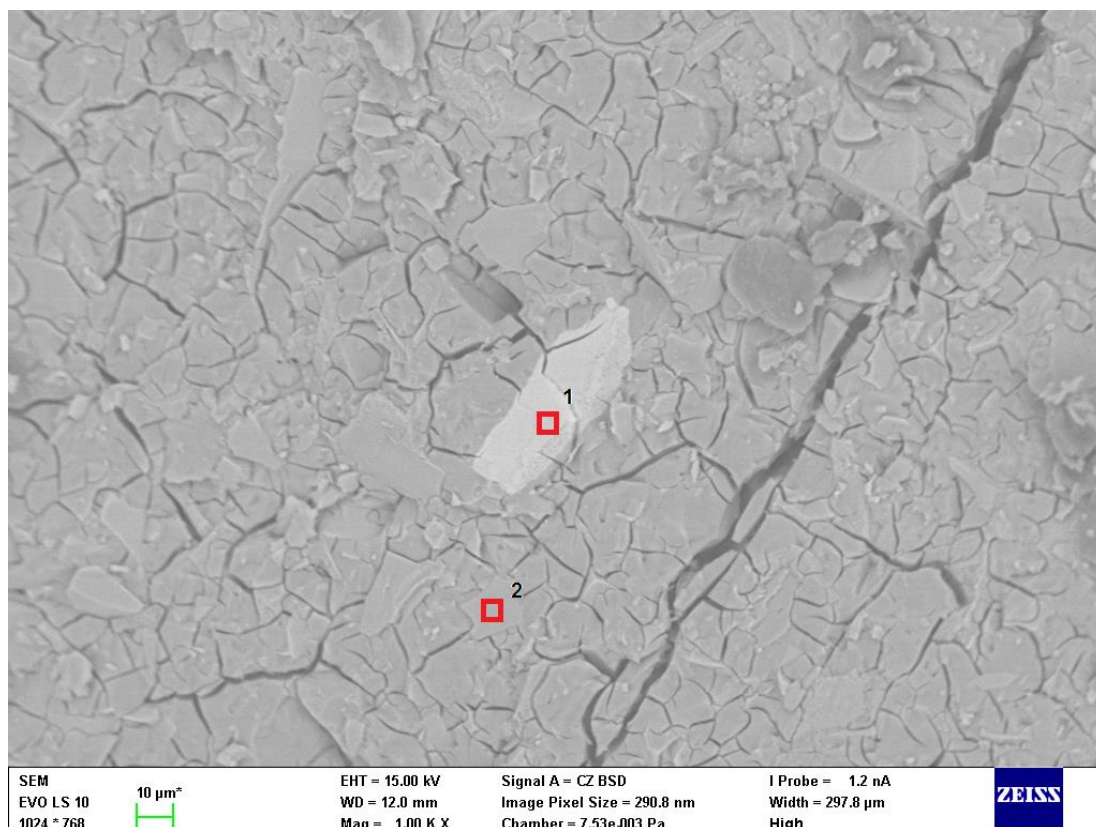 1
2
SEM
EVO LS 10
1024 * 768
10 µm*
EHT = 15.00 kV
WD = 12.0 mm
Mag = 1.00 K X
Signal A = CZ BSD
Image Pixel Size = 290.8 nm
Chamber = 7.53e-003 Pa
I Probe = 1.2 nA
Width = 297.8 µm
High
ZEISS